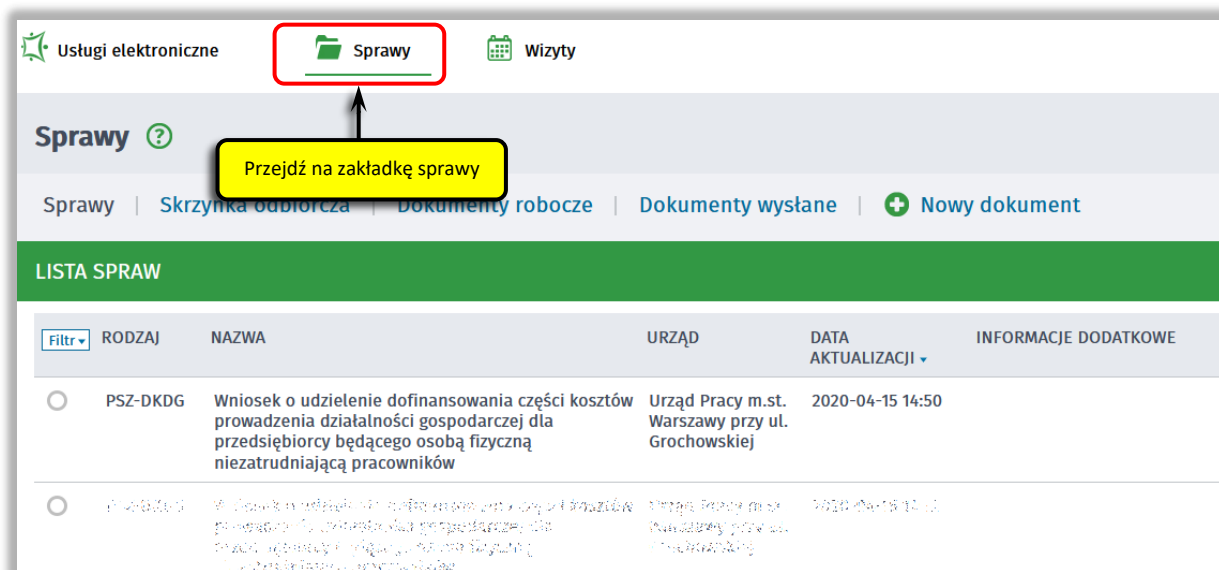 Usługi elektroniczne
Sprawy
Wizyty
Sprawy ?
Przejdź na zakładkę sprawy
Sprawy | Skrzynka odbiorcza | Dokumenty robocze | Dokumenty wysłane | Nowy dokument
LISTA SPRAW
Filtr RODZAJ NAZWA URZĄD DATA INFORMACJE DODATKOWE
AKTUALIZACJI
PSZ-DKDG Wniosek o udzielenie dofinansowania części kosztów Urząd Pracy m.st. 2020-04-15 14:50
prowadzenia działalności gospodarczej dla Warszawy przy ul.
przedsiębiorcy będącego osobą fizyczną Grochowskiej
niezatrudniającą pracowników